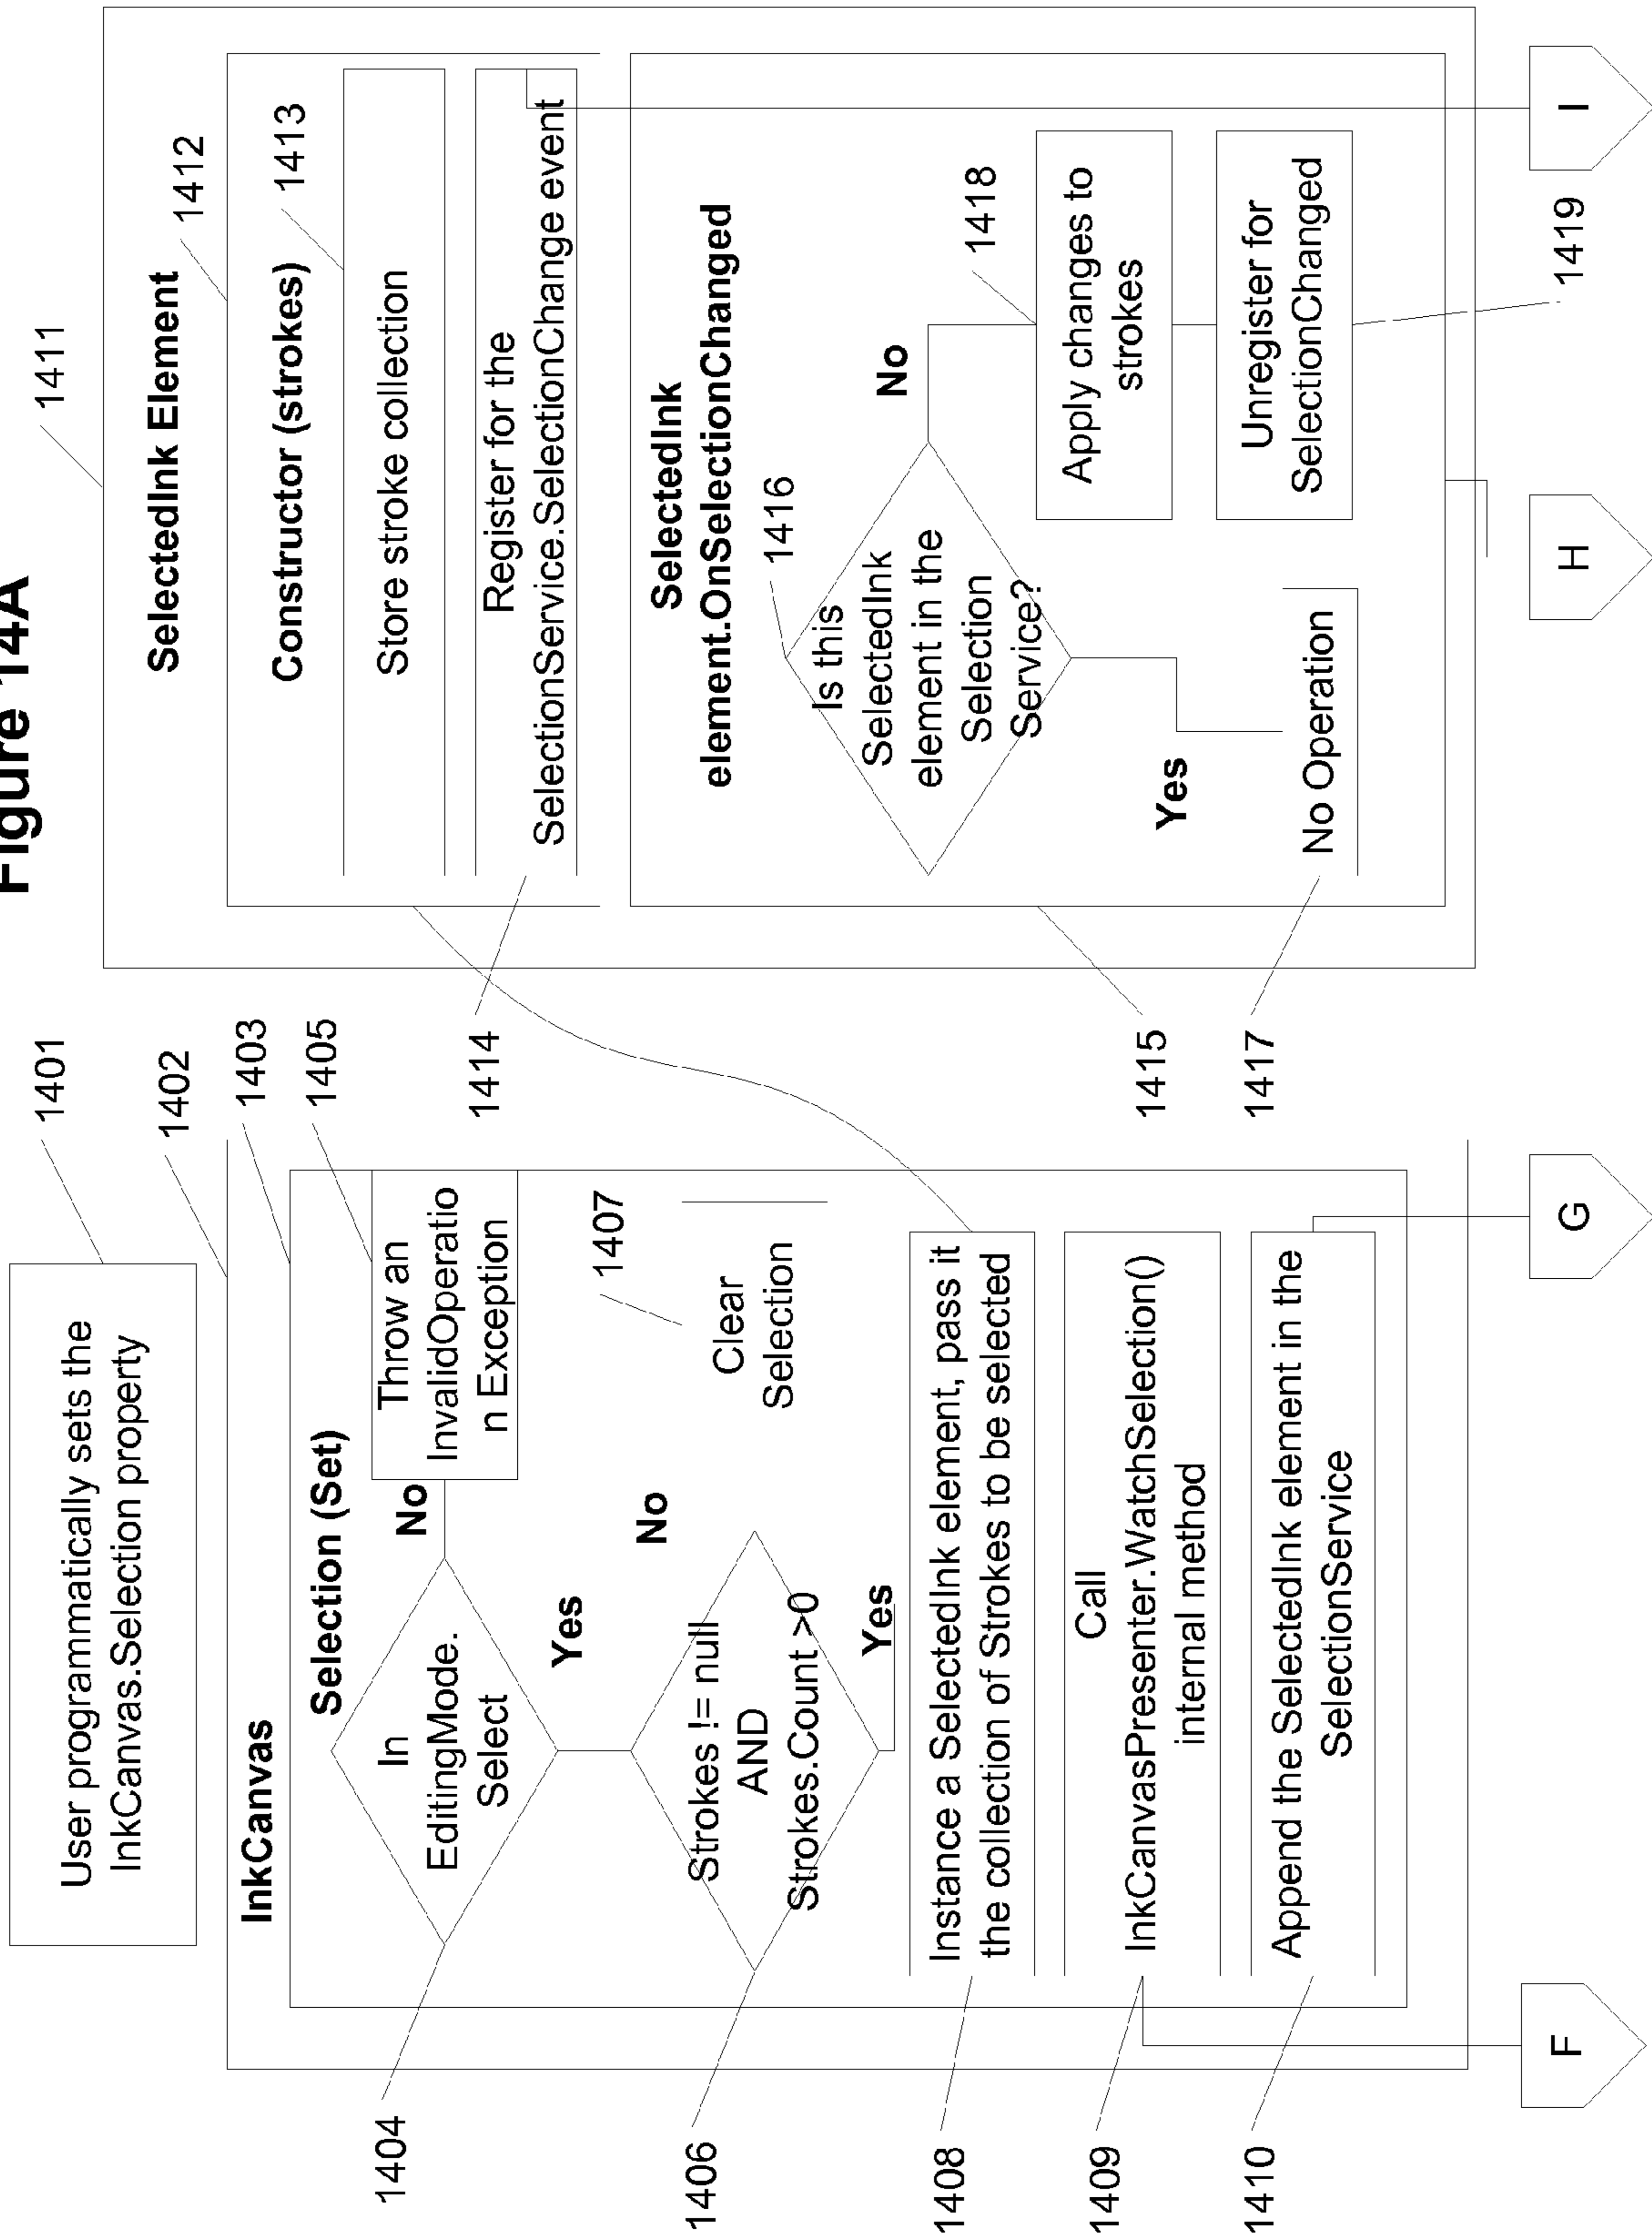 Figure 14A
User programmatically sets the
InkCanvas.Selection property
1401
1402
InkCanvas
1403
Selection (Set)
1404
In
EditingMode.
Select
No
1405
Throw an
InvalidOperatio
n Exception
Yes
1406
Strokes != null
AND
Strokes.Count >0
No
1407
Clear
Selection
Yes
1408
Instance a SelectedInk element, pass it
the collection of Strokes to be selected
1409
Call
InkCanvasPresenter.WatchSelection()
internal method
1410
Append the SelectedInk element in the
SelectionService
F
G
1411
SelectedInk Element
1412
Constructor (strokes)
1413
Store stroke collection
1414
Register for the
SelectionService.SelectionChange event
1415
SelectedInk
element.OnSelectionChanged
1416
Is this
SelectedInk
element in the
Selection
Service?
No
1418
Apply changes to
strokes
Yes
1417
No Operation
Unregister for
SelectionChanged
1419
H
I